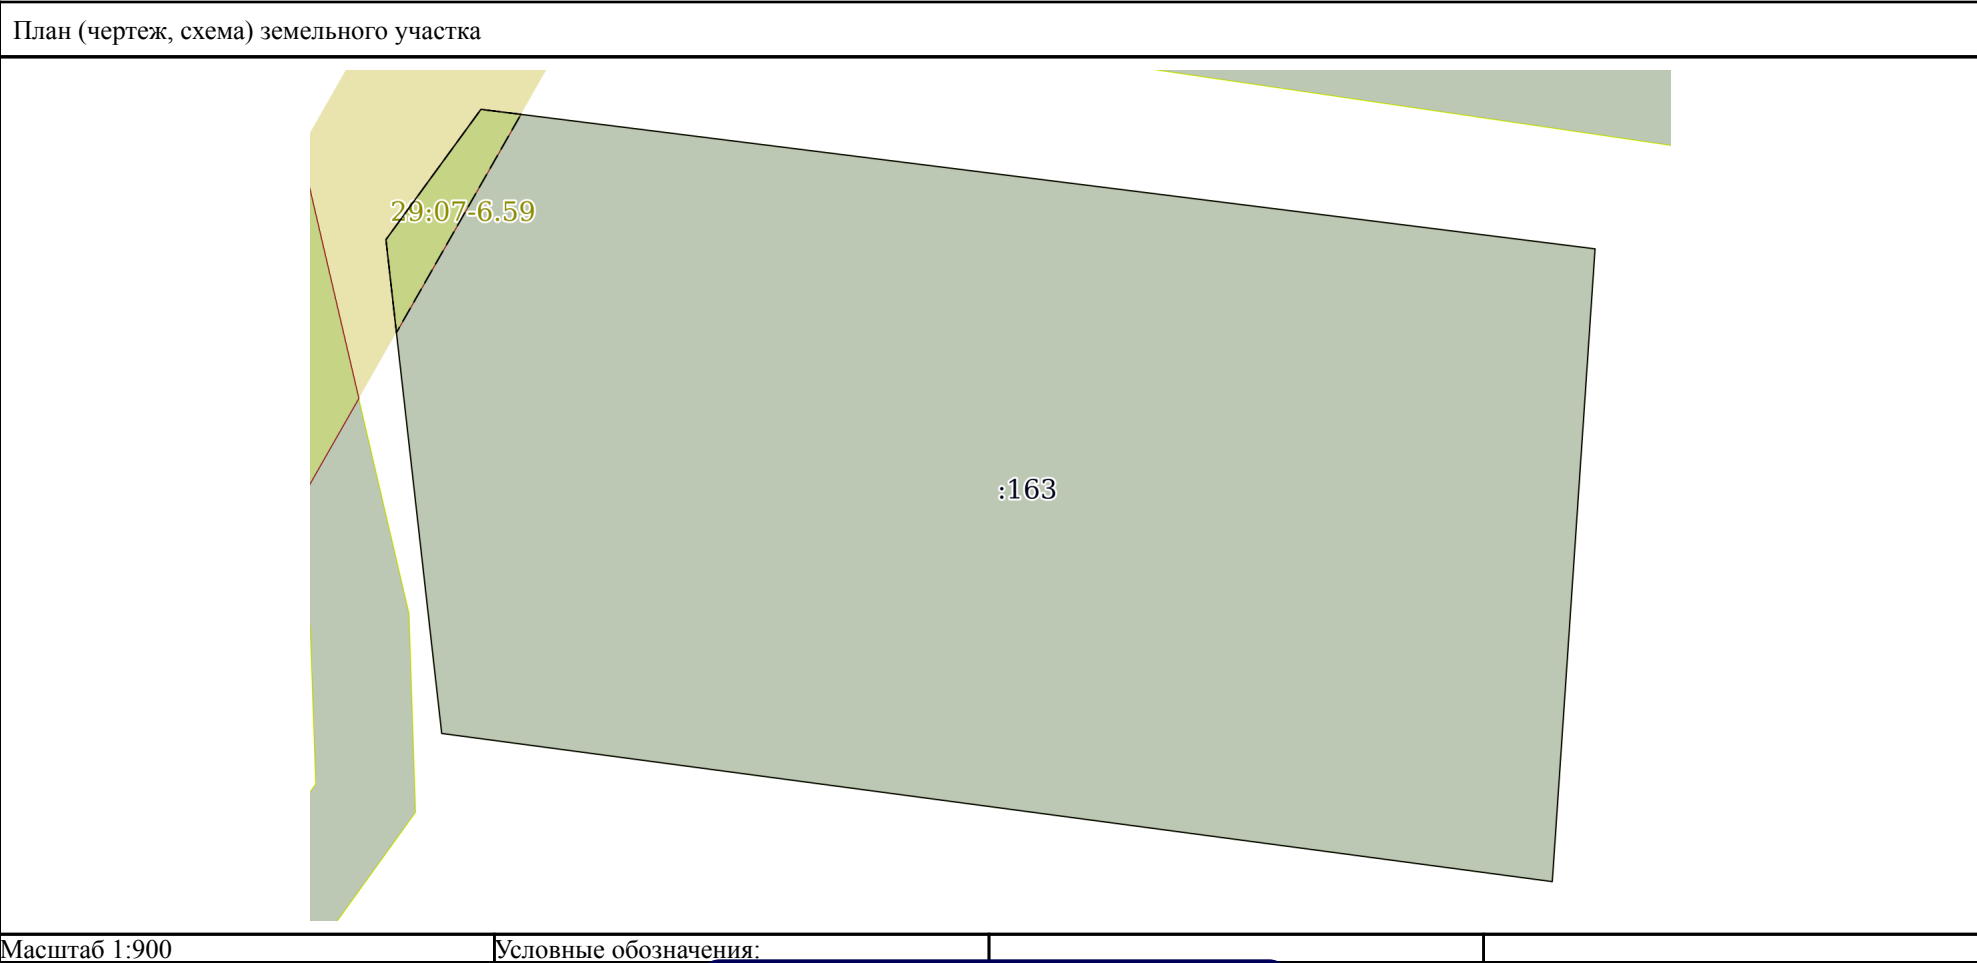 План (чертеж, схема) земельного участка
29:07-6.59
:163
Масштаб 1:900
Условные обозначения: